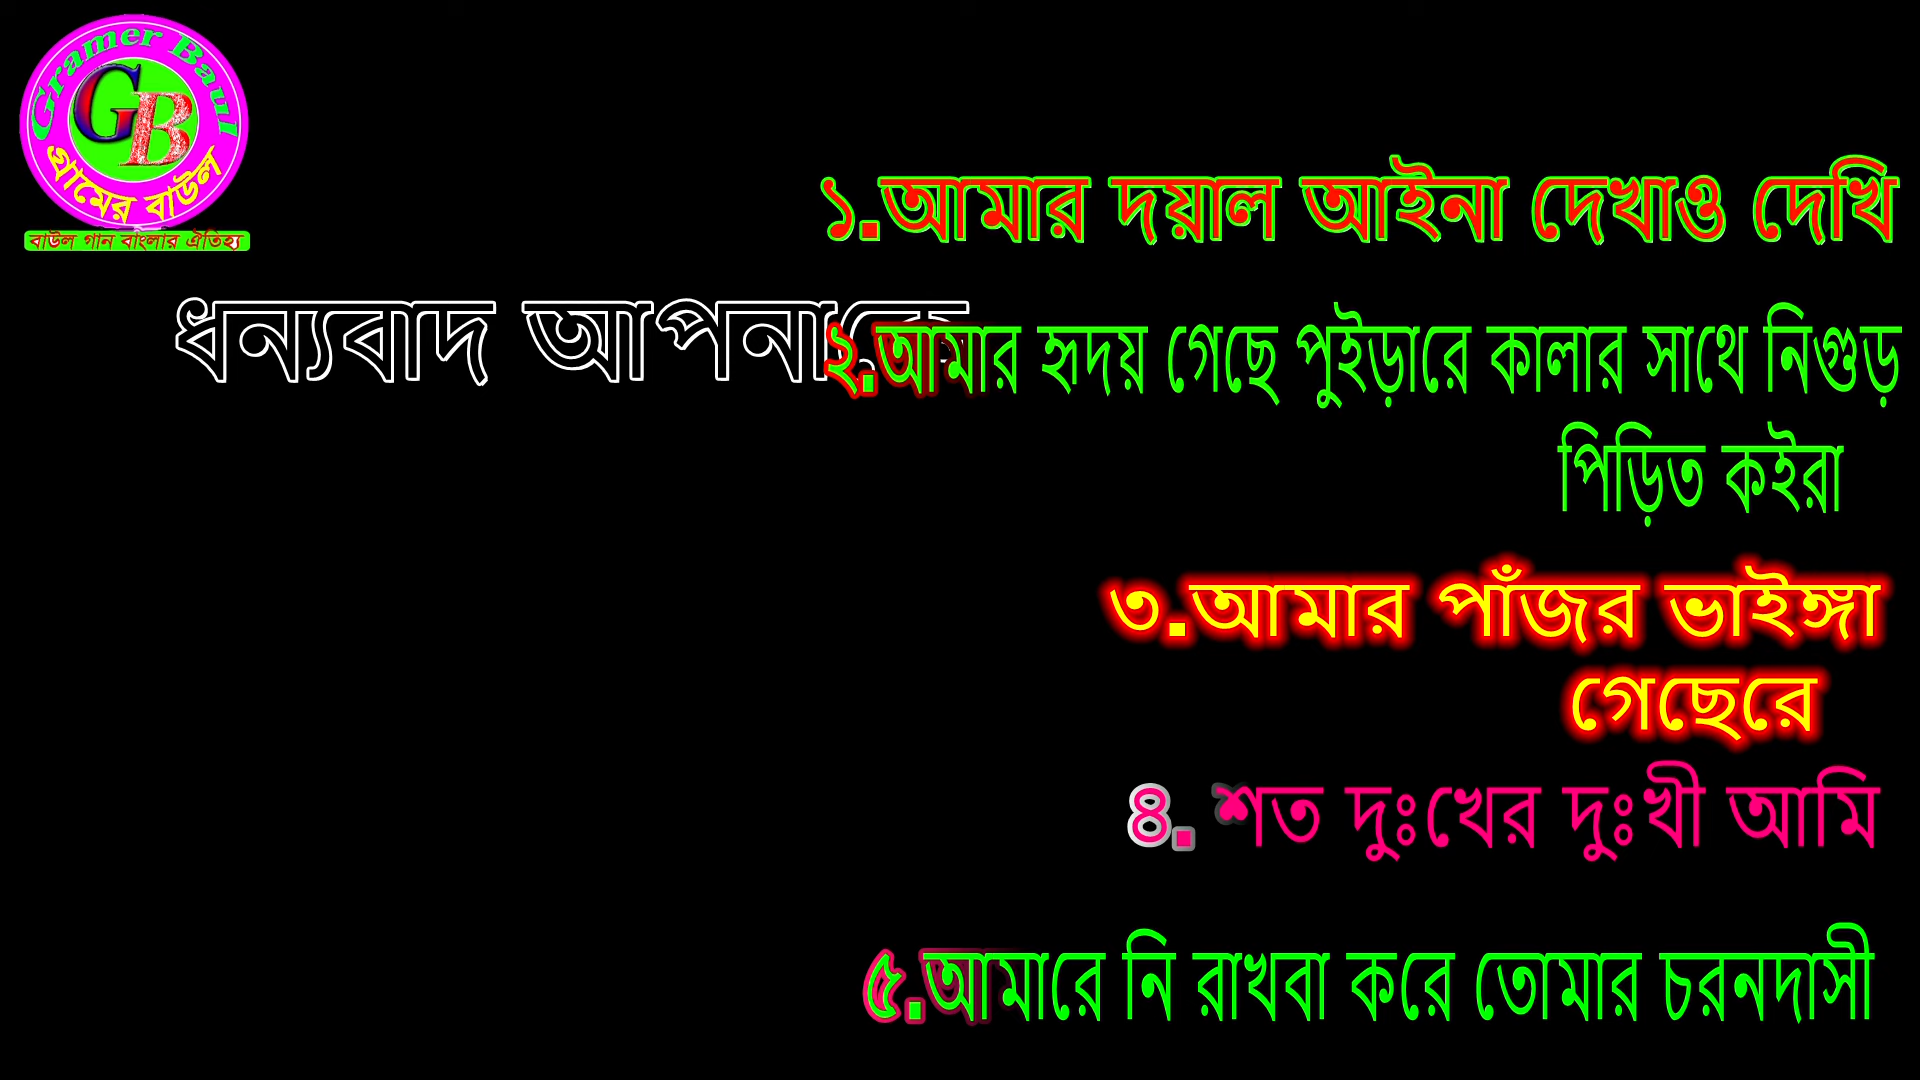 Gramer Baul
GB
গ্রামের বাউল
বাউল গান বাংলার ঐতিহ্য
১.আমার দয়াল আইনা দেখাও দেখি
ধন্যবাদ আপনাকে
২.আমার হৃদয় গেছে পুইড়ারে কালার সাথে নিগুড়
পিড়িত কইরা
৩.আমার পাঁজর ভাইঙ্গা
গেছেরে
৪. শত দুঃখের দুঃখী আমি
৫.আমারে নি রাখবা করে তোমার চরনদাসী